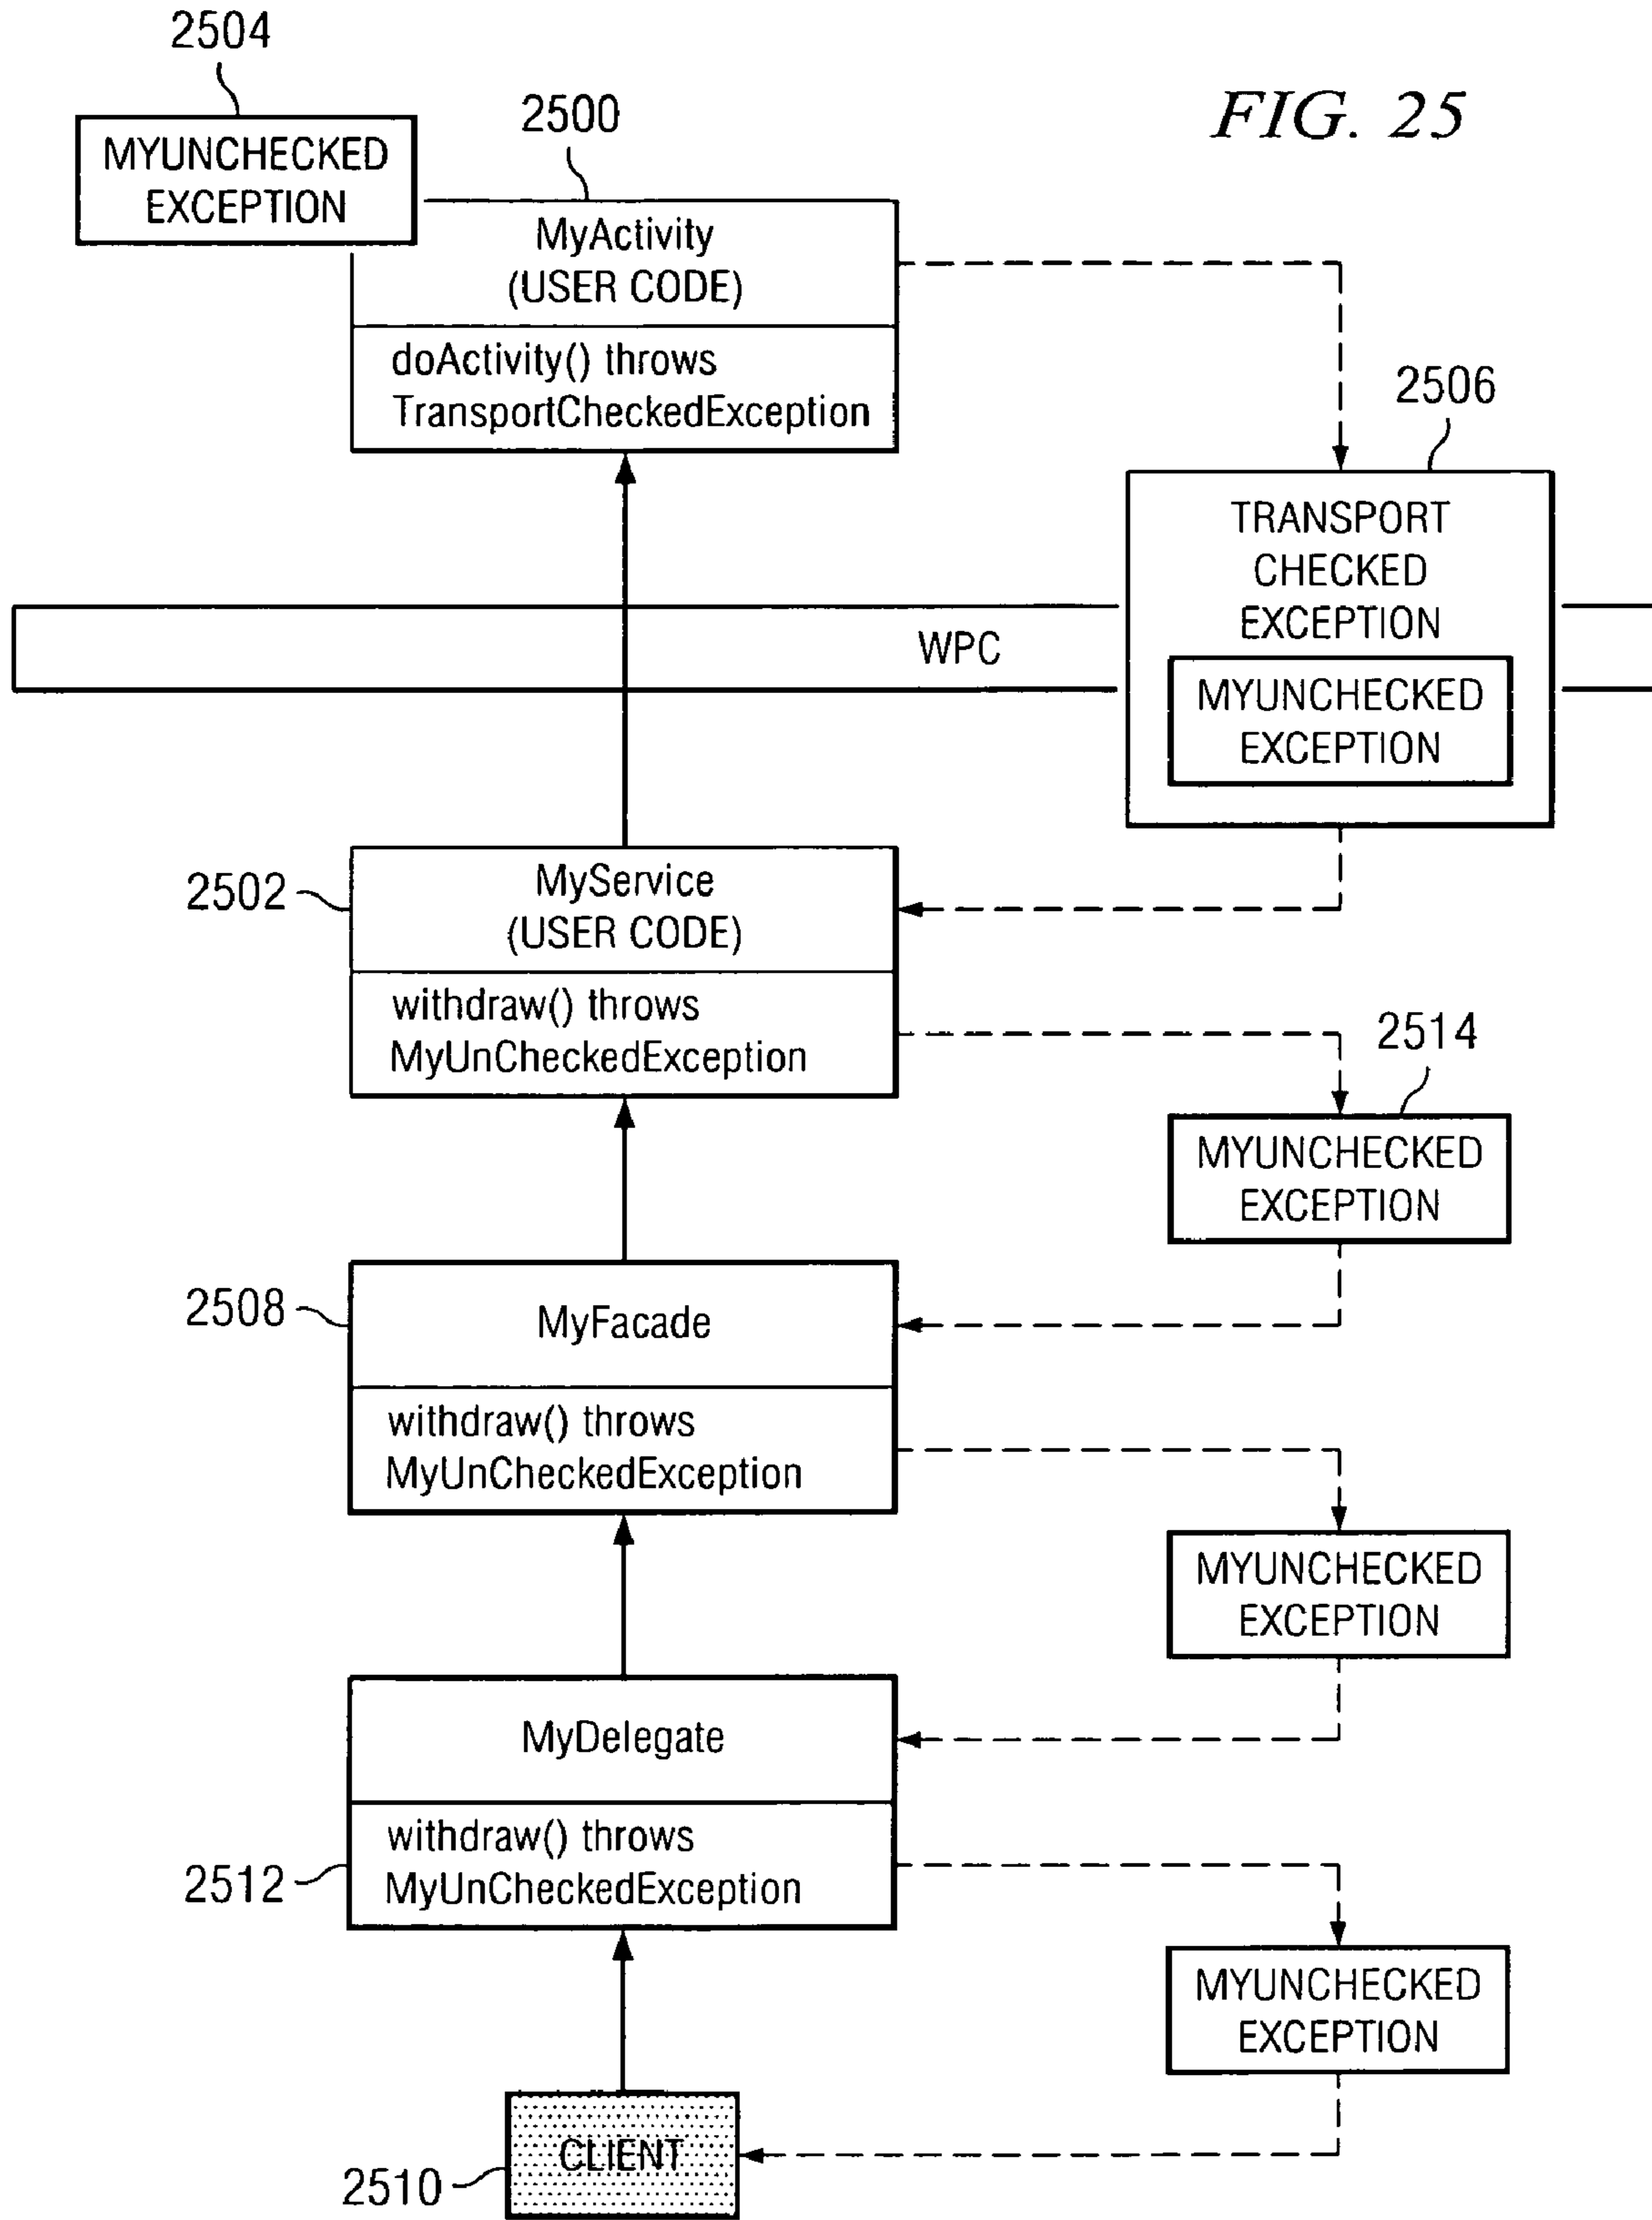 2504
2500
FIG. 25
MYUNCHECKED
EXCEPTION
MyActivity
(USER CODE)
doActivity() throws
TransportCheckedException
2506
TRANSPORT
CHECKED
EXCEPTION
WPC
MYUNCHECKED
EXCEPTION
2502
MyService
(USER CODE)
withdraw() throws
MyUnCheckedException
2514
MYUNCHECKED
EXCEPTION
2508
MyFacade
withdraw() throws
MyUnCheckedException
MYUNCHECKED
EXCEPTION
MyDelegate
2512
withdraw() throws
MyUnCheckedException
MYUNCHECKED
EXCEPTION
CLIENT
2510